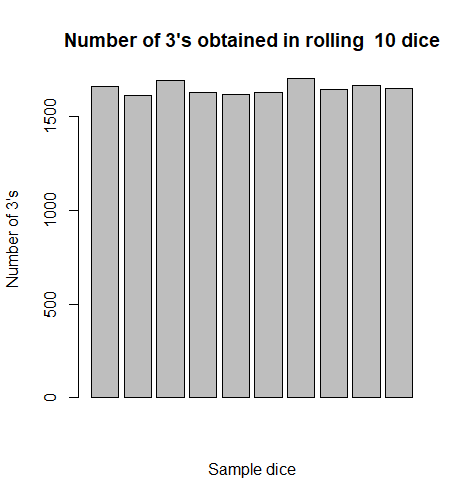 Number of 3's obtained in rolling  10 dice
1500
1000
500
0
Number of 3's
Sample dice